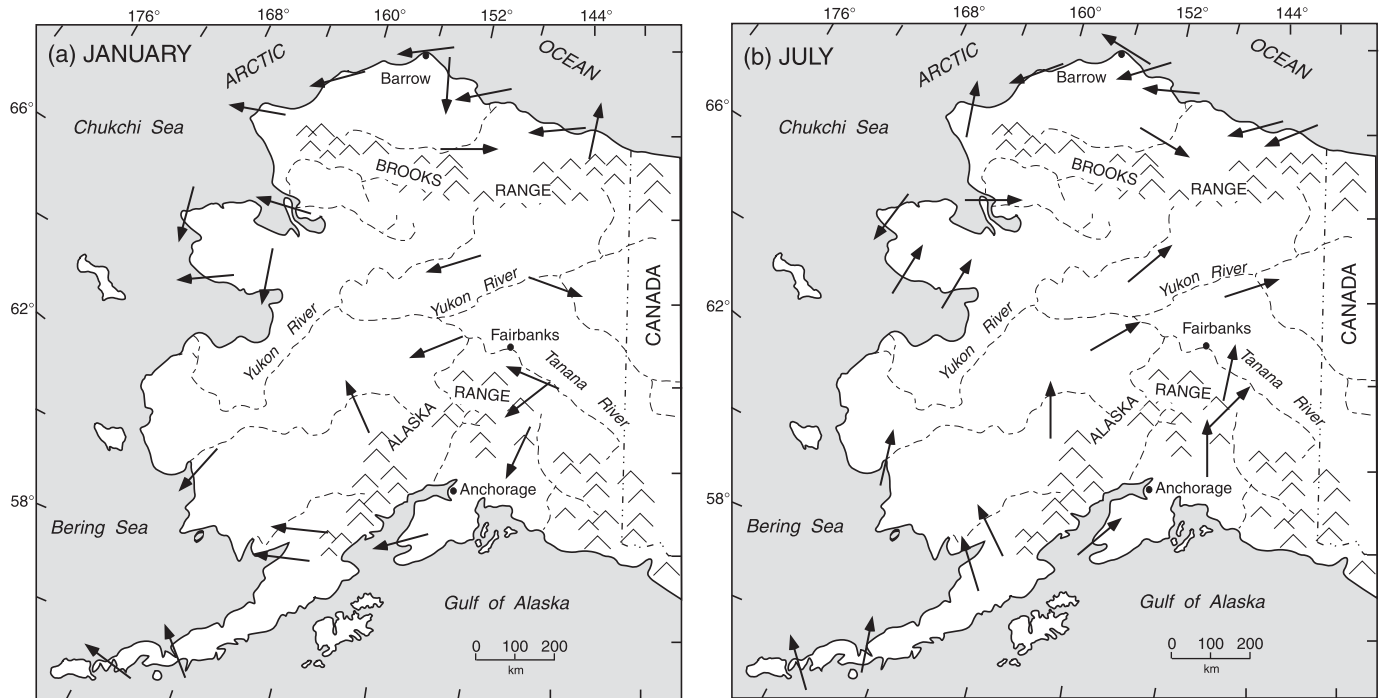 176° 168° 160° 152° 144°
(a) JANUARY
ARCTIC
OCEAN
Barrow
66°
Chukchi Sea
BROOKS
RANGE
CANADA
Yukon River
62°
Yukon River
Fairbanks
Tanana River
RANGE
ALASKA
58°
Anchorage
Bering Sea
Gulf of Alaska
0 100 200
km
176° 168° 160° 152° 144°
(b) JULY
ARCTIC
OCEAN
Barrow
66°
Chukchi Sea
BROOKS
RANGE
CANADA
Yukon River
62°
Yukon River
Fairbanks
Tanana River
RANGE
ALASKA
58°
Anchorage
Bering Sea
Gulf of Alaska
0 100 200
km